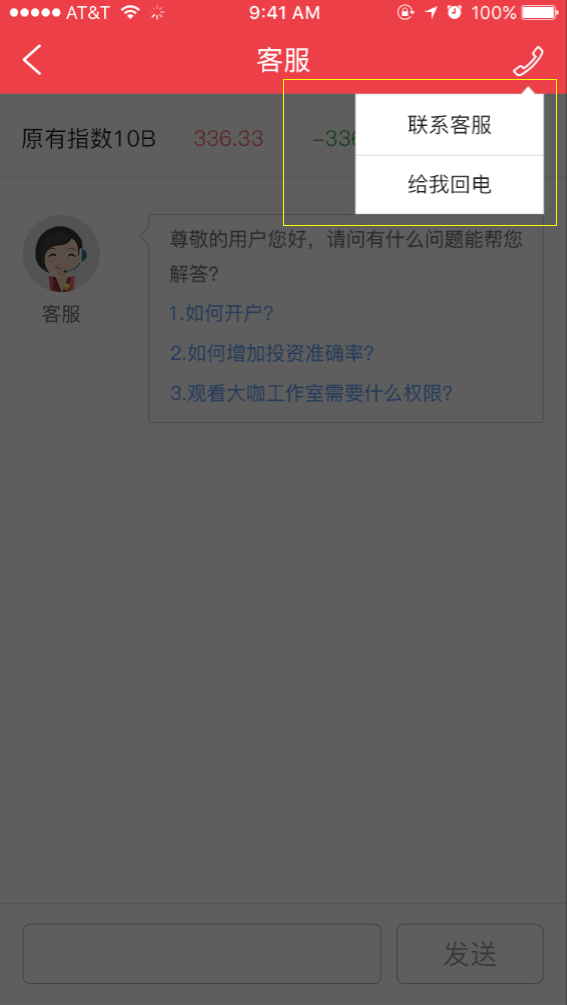 AT&T 9:41 AM 100%
客服
联系客服
给我回电
原有指数10B 336.33 -336
尊敬的用户您好，请问有什么问题能帮您
解答?
客服
1.如何开户?
2.如何增加投资准确率?
3.观看大咖工作室需要什么权限?
发送